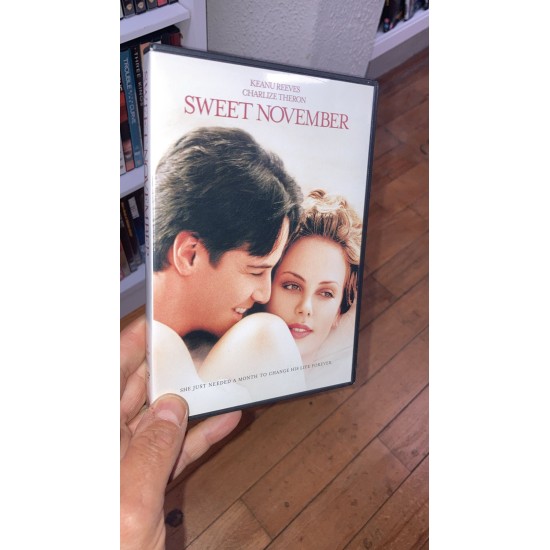 KEANU REEVES
CHARLIZE THERON
SWEET NOVEMBER
SHE JUST NEEDED A MONTH TO CHANGE HIS LIFE FOREVER.